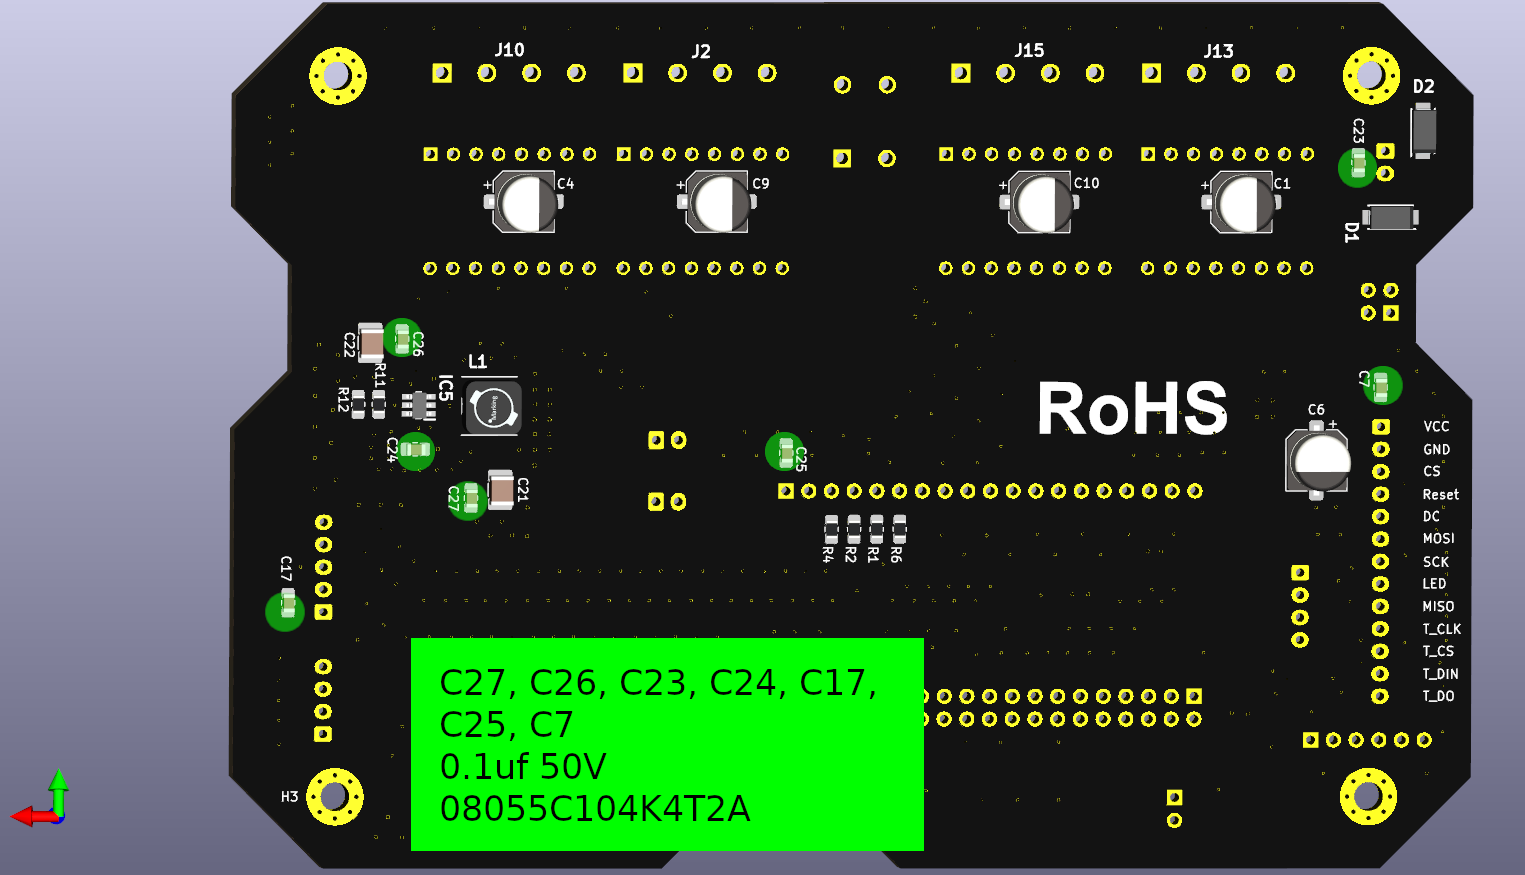 J10
J2
J15
J13
D2
C23
C4
C9
C10
C1
D1
C22
C26
L1
R11
R12
IC5
Marking
C7
RoHS
C6
C24
C25
C27
C21
VCC
GND
CS
Reset
DC
MOSI
SCK
LED
MISO
T_CLK
T_CS
T_DIN
T_DO
R4
R2
R1
R6
C17
C27, C26, C23, C24, C17,
C25, C7
0.1uf 50V
08055C104K4T2A
H3